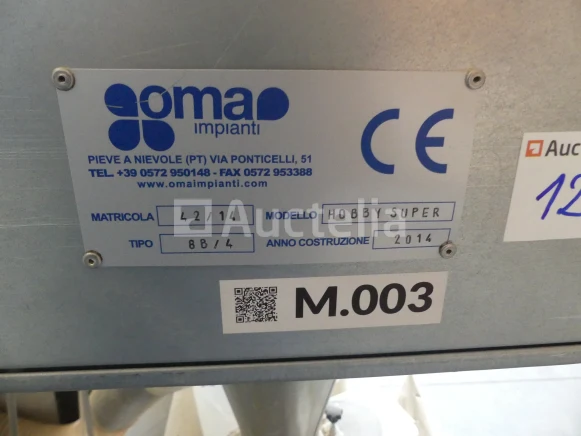 oma
impianti
CE
PIEVE A NIEVOLE (PT) VIA PONTICELLI, 51
TEL. +39 0572 950148 - FAX 0572 953388
www.omaimpianti.com
MATRICOLA 42/14 MODELLO HOBBY SUPER
TIPO BB/4 ANNO COSTRUZIONE 2014
Auctelia
M.003
Auc
12